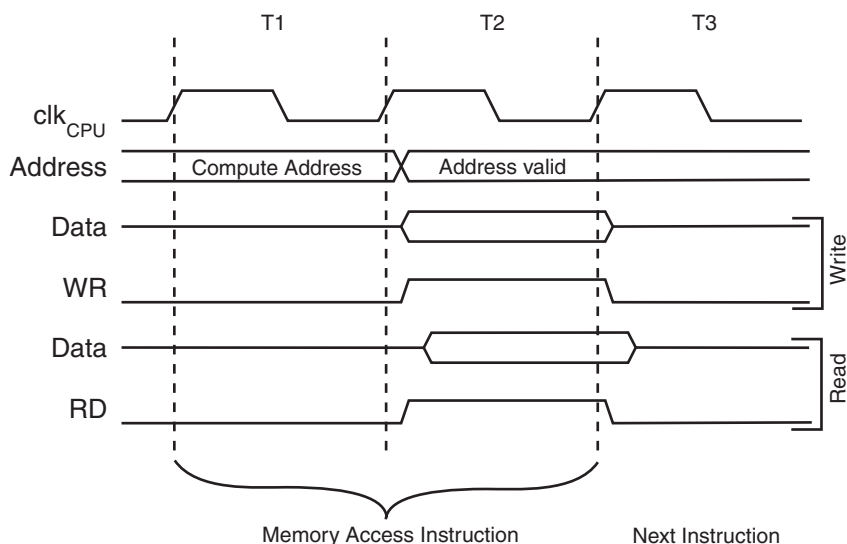 T1 T2 T3
clkCPU
Address Compute Address Address valid
Data
WR
Write
Data
RD
Read
Memory Access Instruction Next Instruction